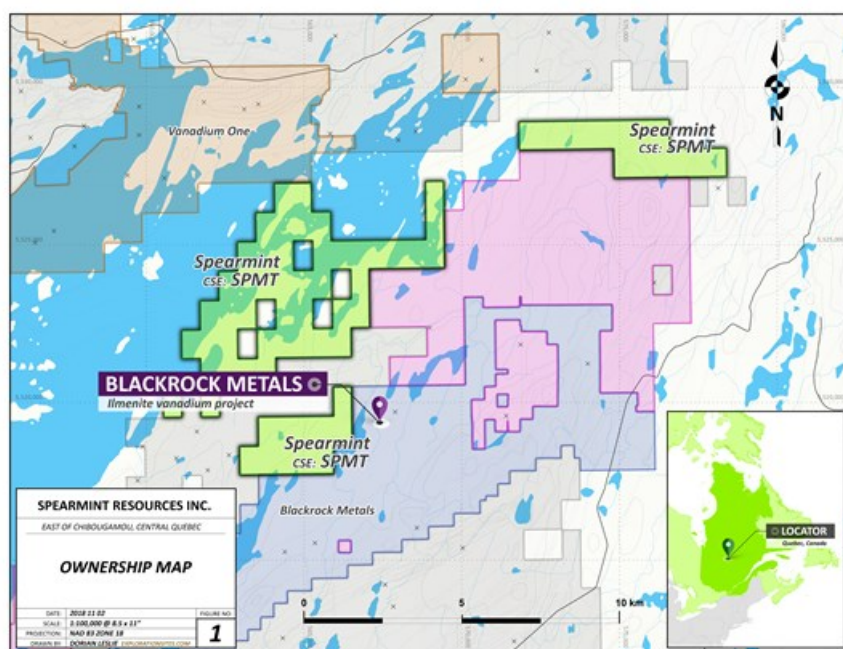 Vanadium One
Spearmint
CSE: SPMT
N
Spearmint
CSE: SPMT
BLACKROCK METALS
Ilmenite vanadium project
Spearmint
CSE: SPMT
Blackrock Metals
SPEARMINT RESOURCES INC.
EAST OF CHIBOUGAMOU, CENTRAL QUEBEC
OWNERSHIP MAP
DATE: 2018 11 02
SCALE: 1:100,000 @ 8.5 x 11"
PROJECTION: NAD 83 ZONE 18
DRAWN BY: DORIAN LESLIE EXPLORATIONSITES.COM
FIGURE NO.
1
0 5 10 km
LOCATOR
Quebec, Canada